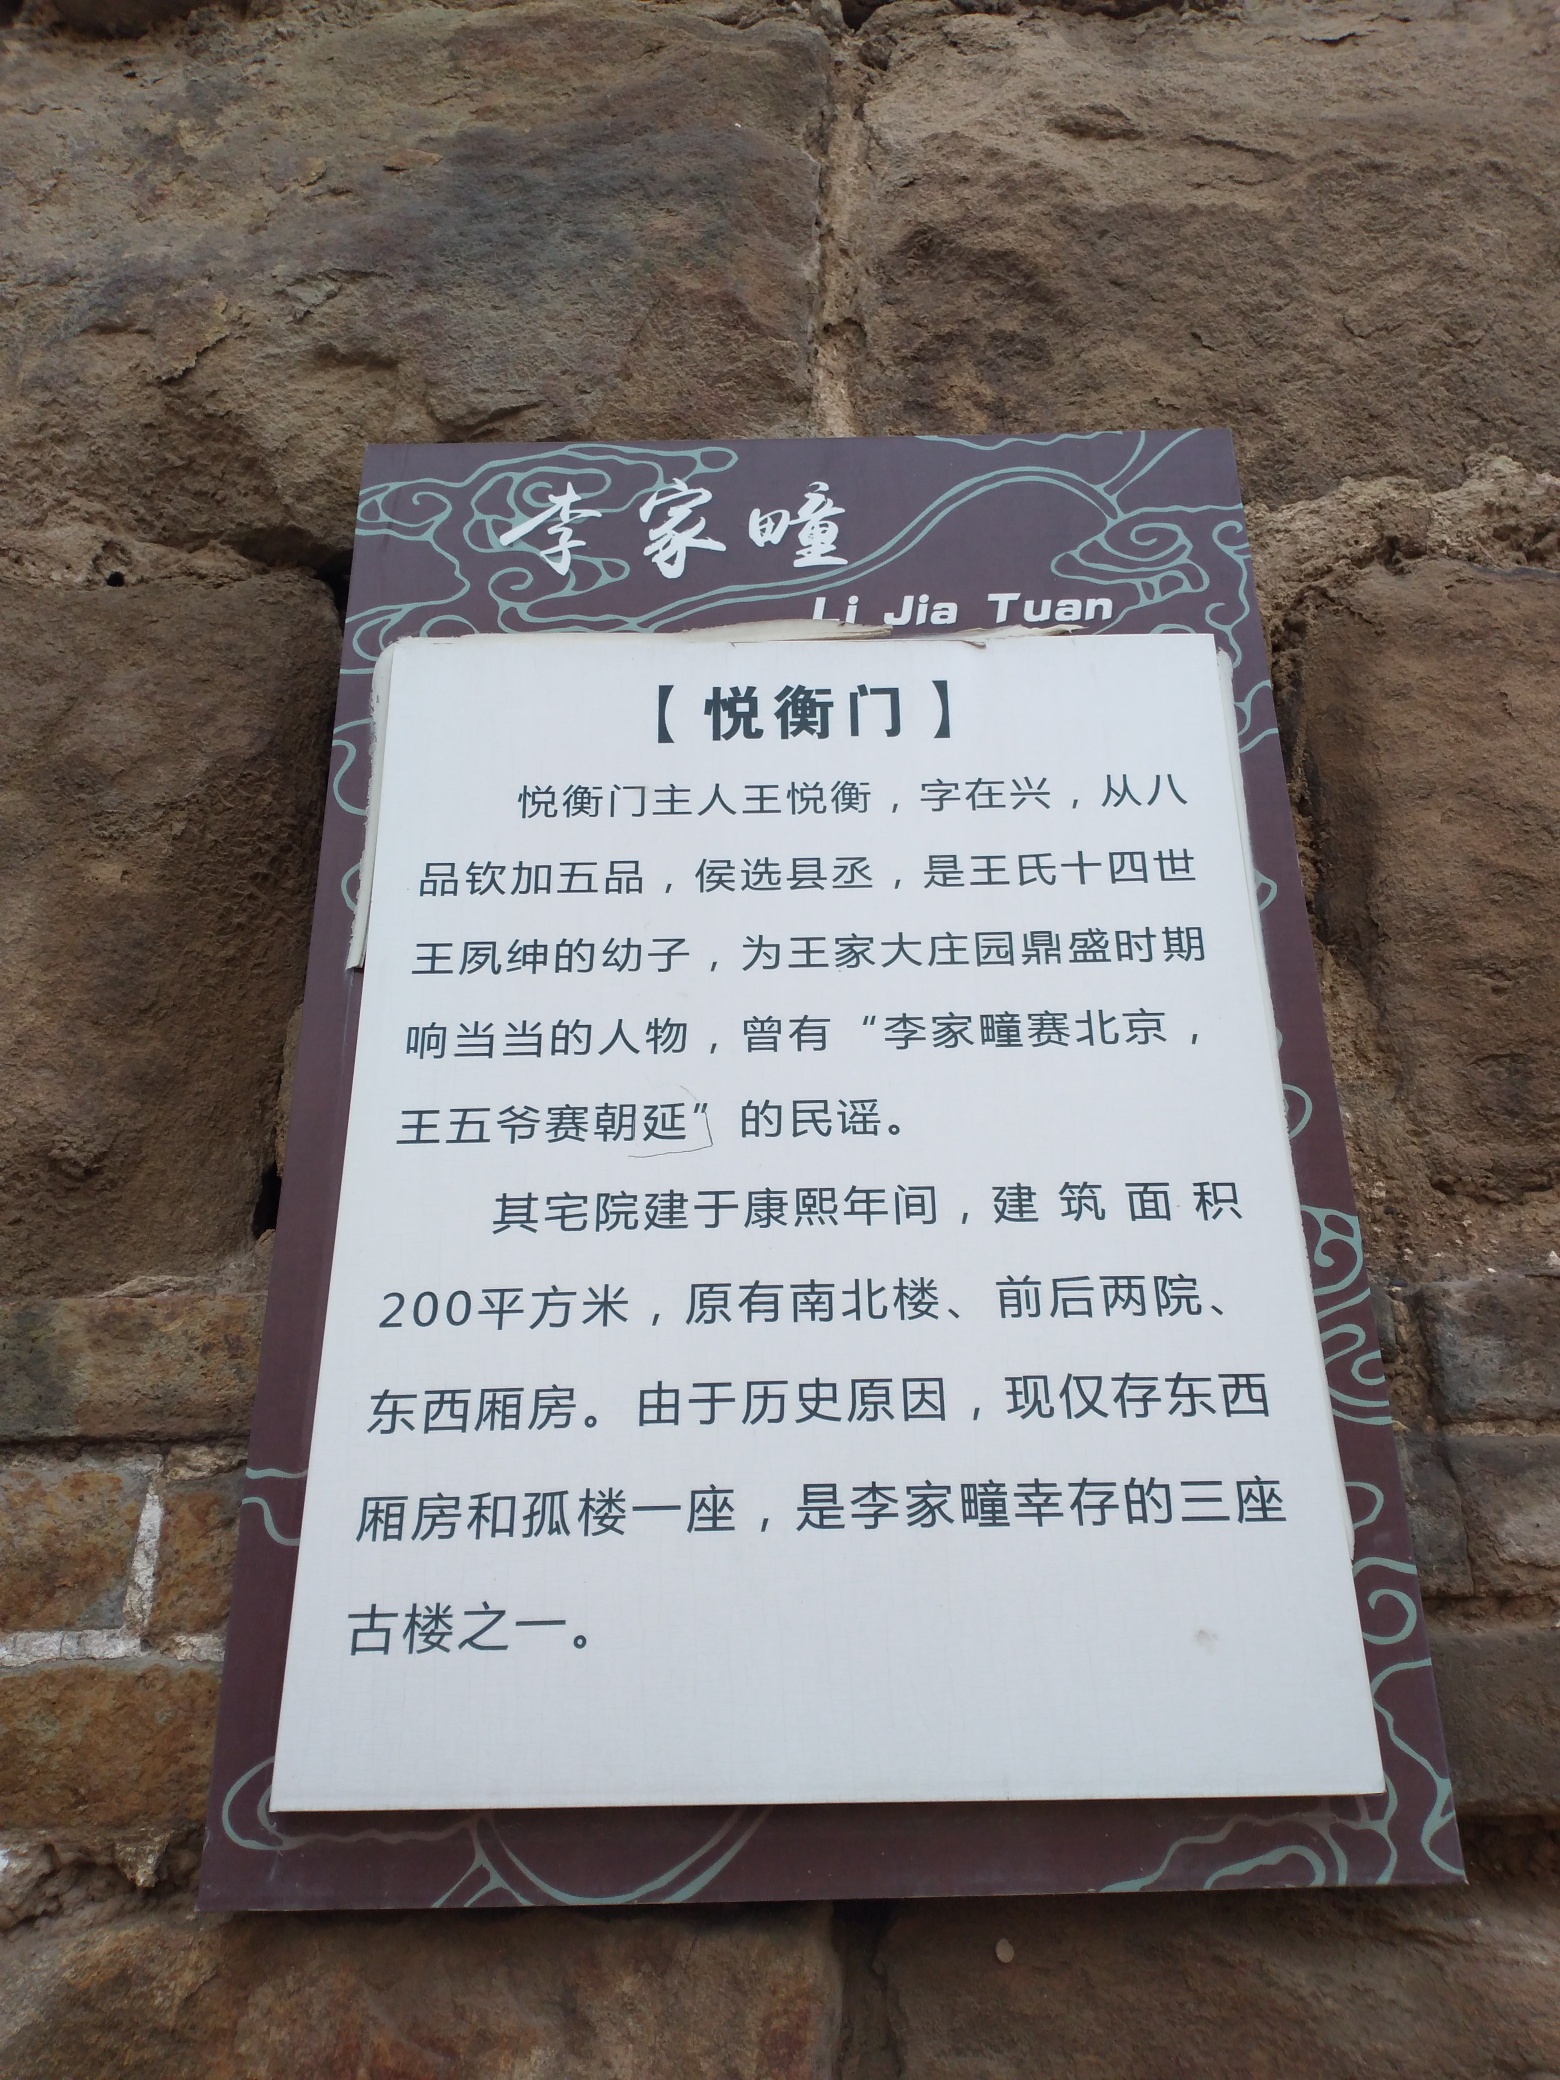 李家疃
Li Jia Tuan
【悦衡门】
悦衡门主人王悦衡，字在兴，从八
品钦加五品，侯选县丞，是王氏十四世
王夙绅的幼子，为王家大庄园鼎盛时期
响当当的人物，曾有“李家疃赛北京，
王五爷赛朝延”的民谣。
其宅院建于康熙年间，建筑面积
200平方米，原有南北楼、前后两院、
东西厢房。由于历史原因，现仅存东西
厢房和孤楼一座，是李家疃幸存的三座
古楼之一。